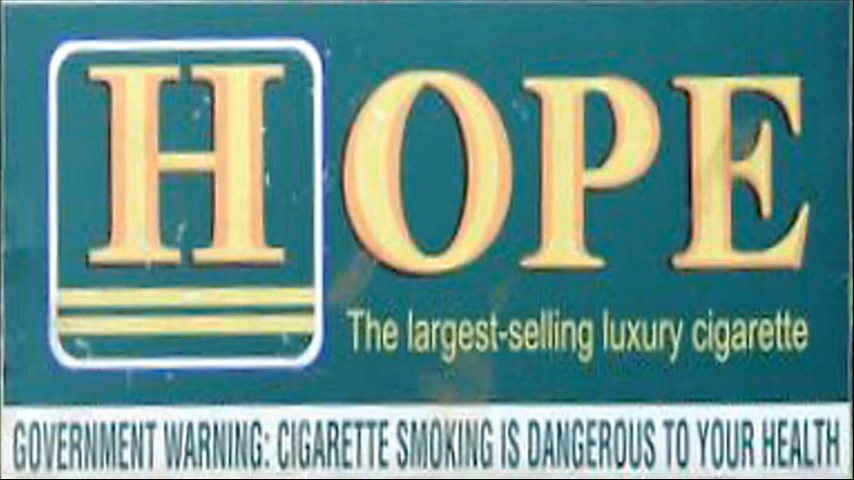 HOPE
The largest-selling luxury cigarette
GOVERNMENT WARNING: CIGARETTE SMOKING IS DANGEROUS TO YOUR HEALTH